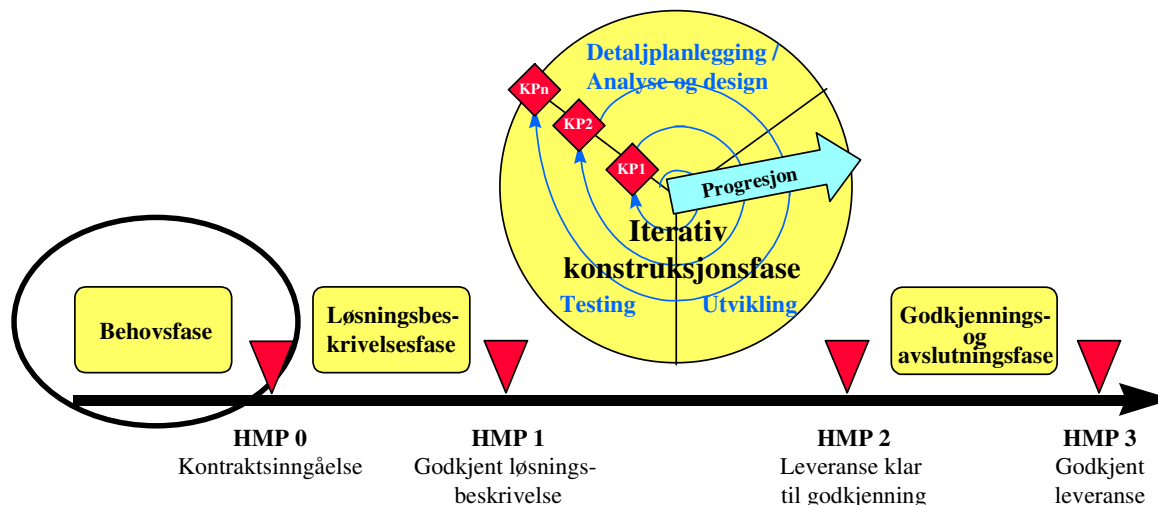 Detaljplanlegging /
Analyse og design
KPn
KP2
KP1
Progresjon
Iterativ
konstruksjonsfase
Testing
Utvikling
Behovsfase
Løsningsbes-
krivelsesfase
Godkjennings-
og
avslutningsfase
HMP 0
Kontraktsinngåelse
HMP 1
Godkjent løsnings-
beskrivelse
HMP 2
Leveranse klar
til godkjenning
HMP 3
Godkjent
leveranse